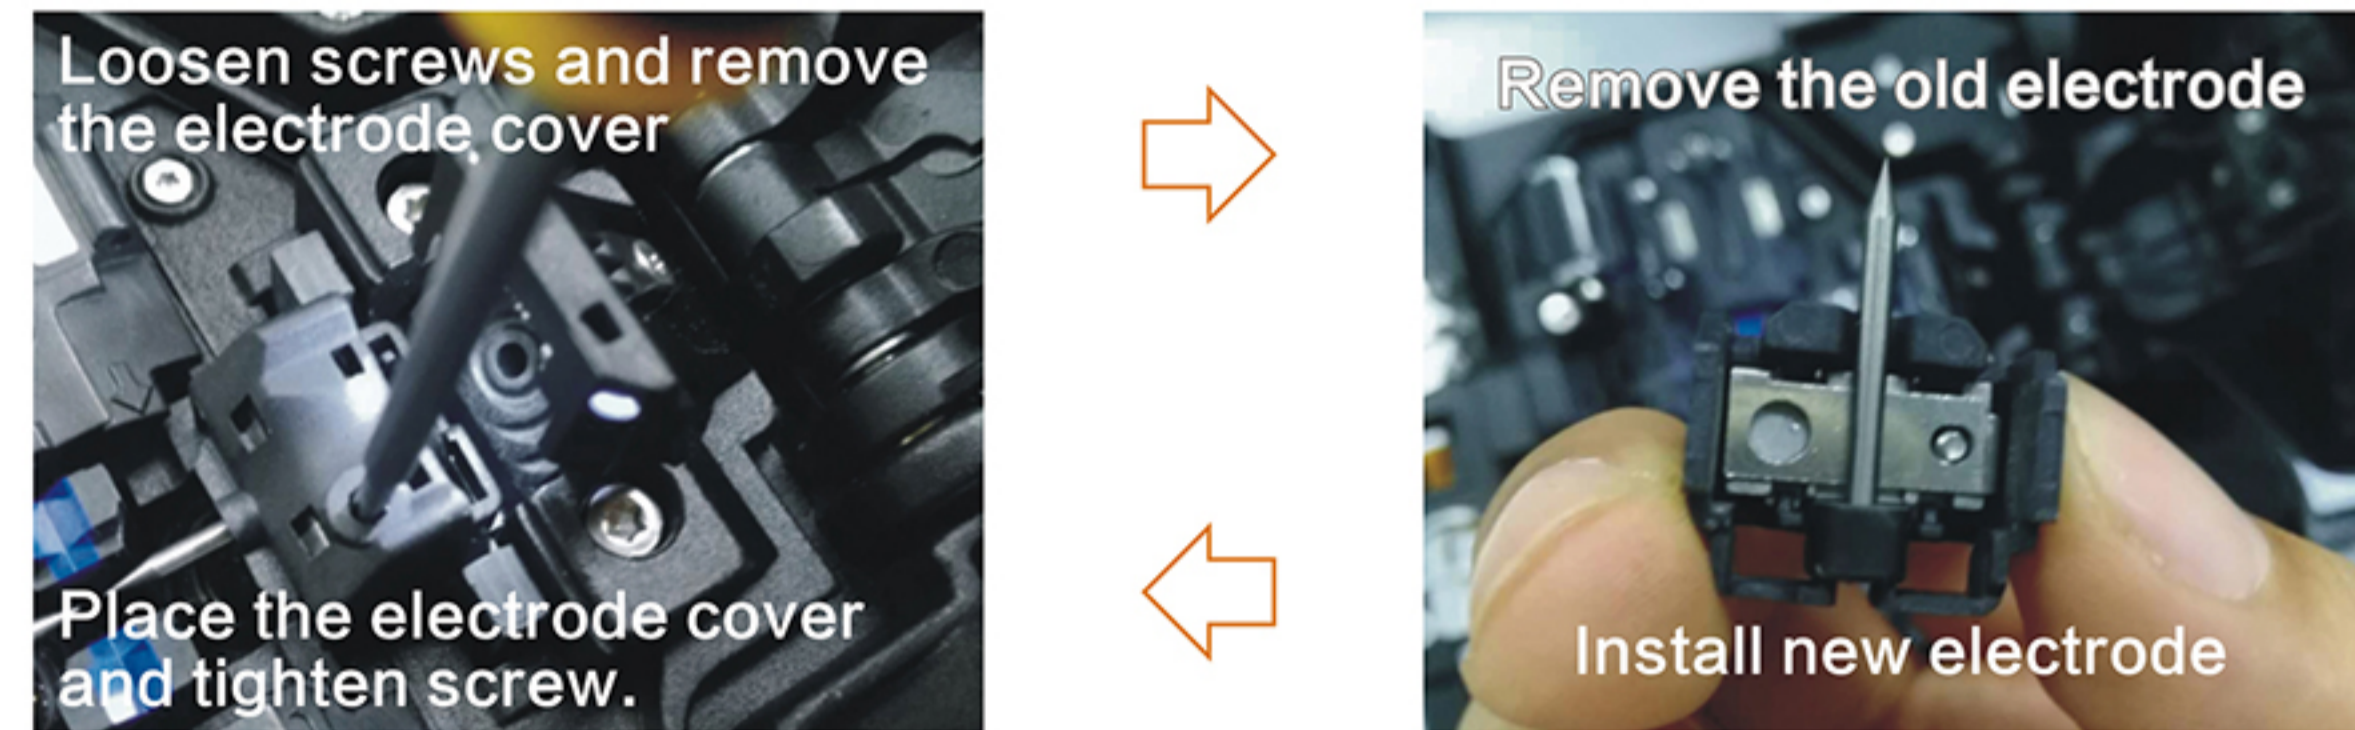 Loosen screws and remove
the electrode cover
Remove the old electrode
Install new electrode
Place the electrode cover
and tighten screw.